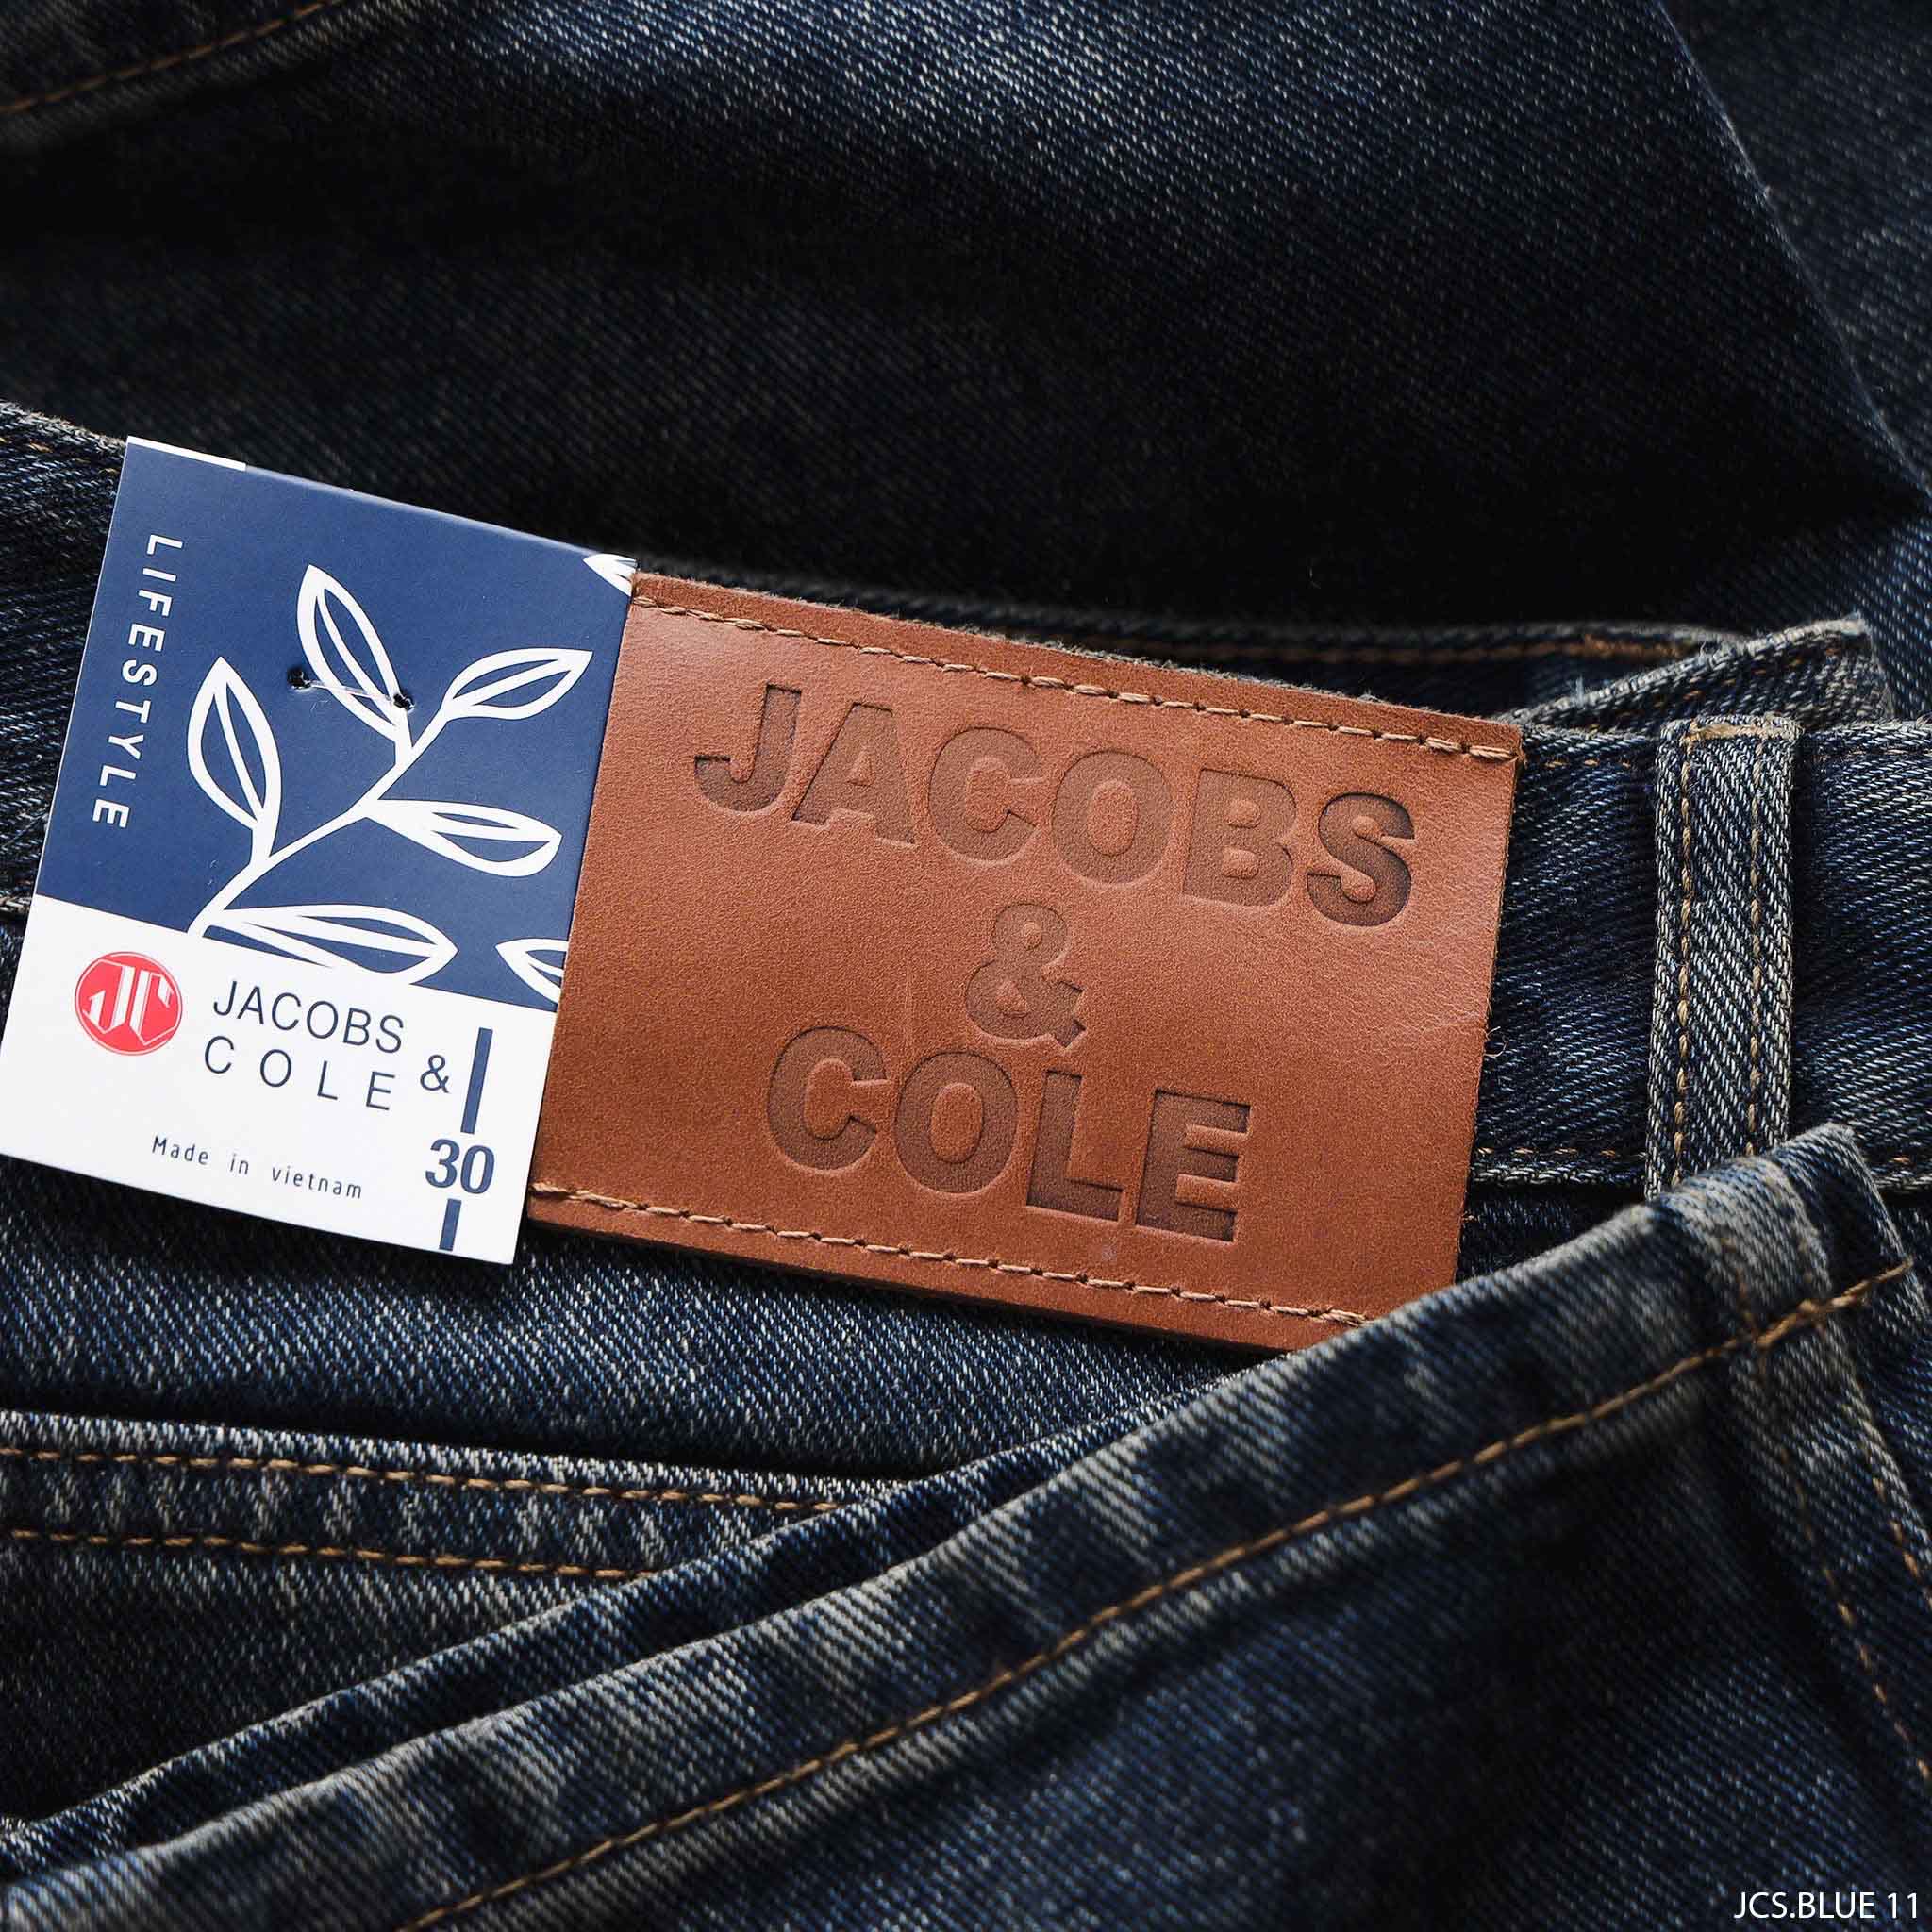 LIFESTYLE
JACOBS
& COLE
Made in vietnam
30
JACOBS
&
COLE
JCS.BLUE 11